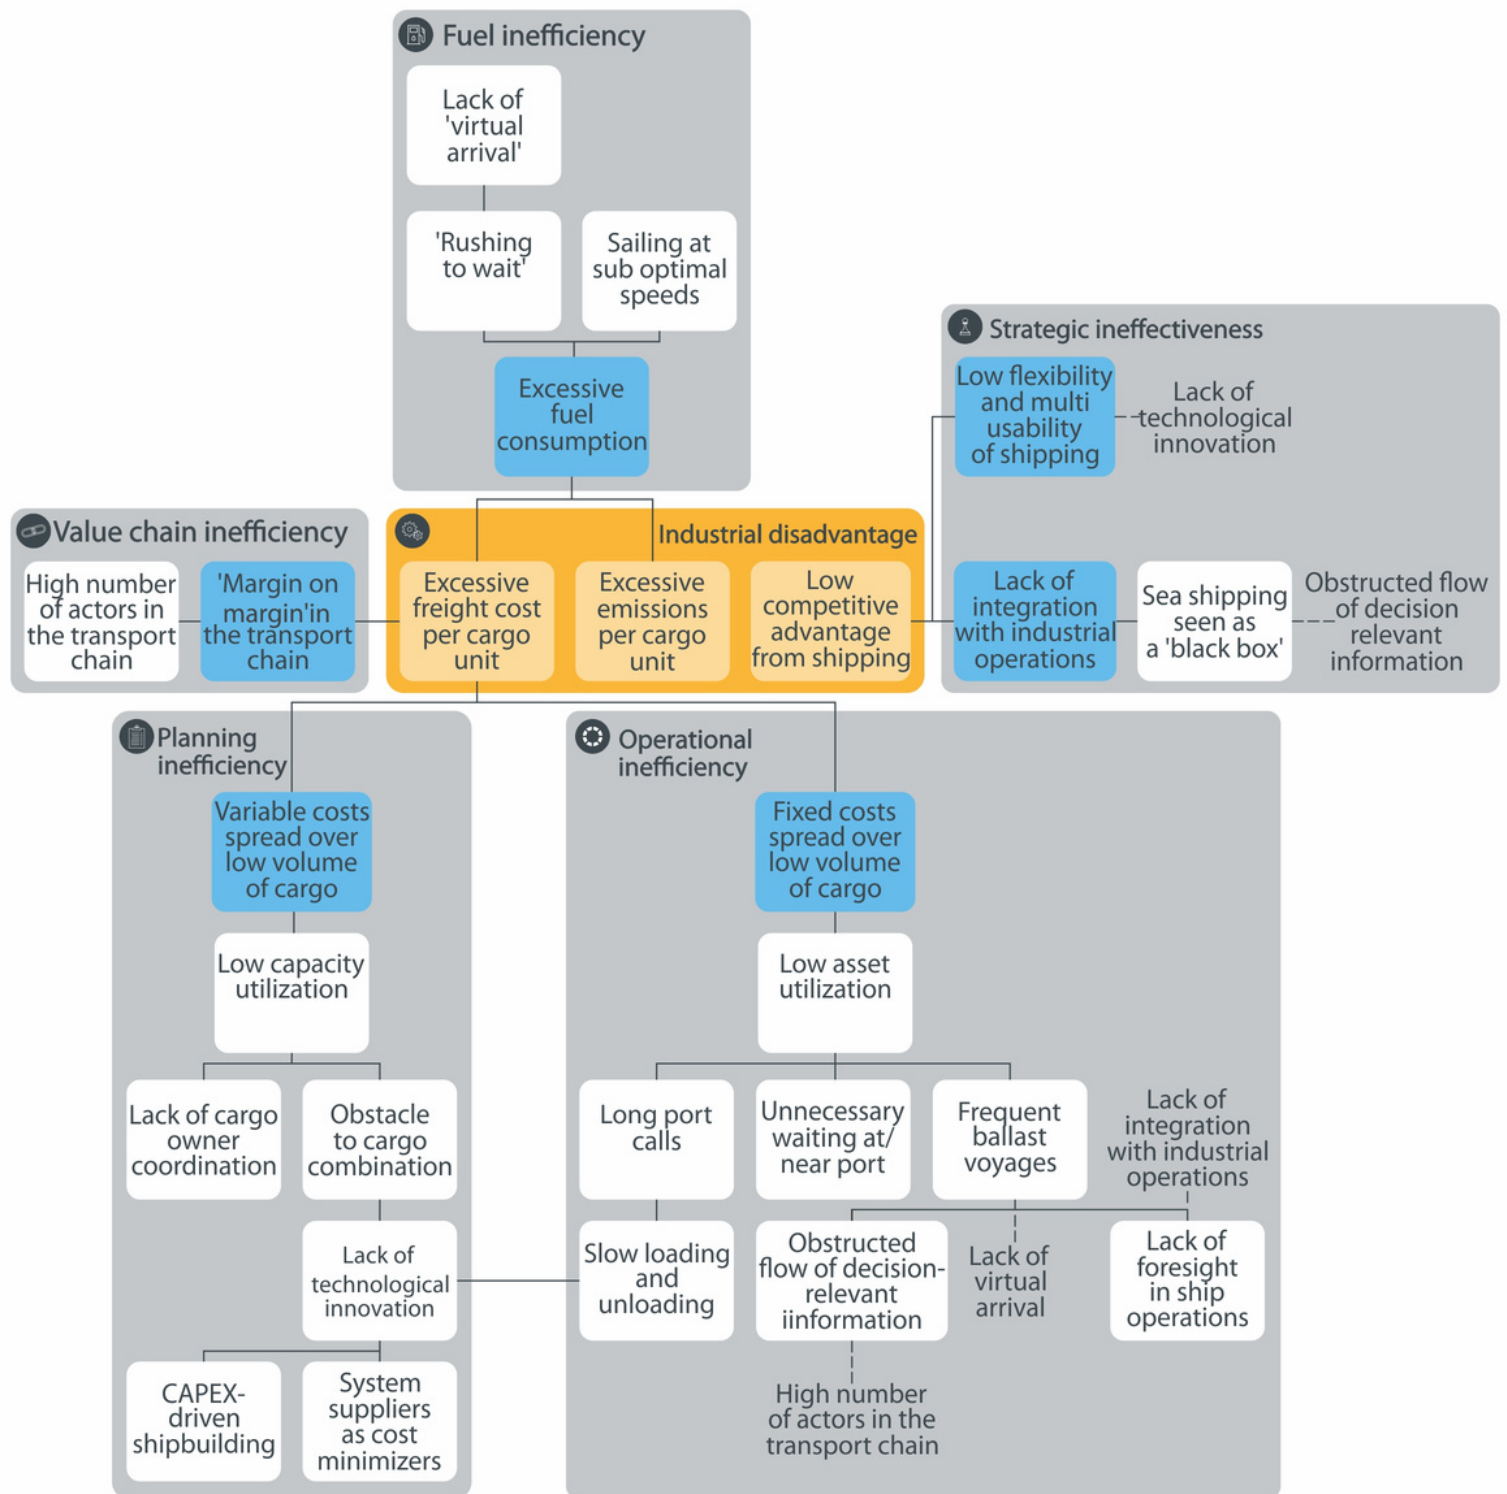 Fuel inefficiency
Lack of
'virtual
arrival'
'Rushing
to wait'
Sailing at
sub optimal
speeds
Excessive
fuel
consumption
Strategic ineffectiveness
Low flexibility
and multi
usability
of shipping
Lack of
technological
innovation
Value chain inefficiency
High number
of actors in
the transport
chain
'Margin on
margin'in
the transport
chain
Industrial disadvantage
Excessive
freight cost
per cargo
unit
Excessive
emissions
per cargo
unit
Low
competitive
advantage
from shipping
Lack of
integration
with industrial
operations
Sea shipping
seen as
a 'black box'
Obstructed flow
of decision
relevant
information
Planning
inefficiency
Variable costs
spread over
low volume
of cargo
Low capacity
utilization
Lack of cargo
owner
coordination
Obstacle
to cargo
combination
Lack of
technological
innovation
CAPEX-
driven
shipbuilding
System
suppliers
as cost
minimizers
Operational
inefficiency
Fixed costs
spread over
low volume
of cargo
Low asset
utilization
Long port
calls
Unnecessary
waiting at/
near port
Frequent
ballast
voyages
Lack of
integration
with industrial
operations
Slow loading
and
unloading
Obstructed
flow of decision-
relevant
iinformation
Lack of
virtual
arrival
Lack of
foresight
in ship
operations
High number
of actors in the
transport chain